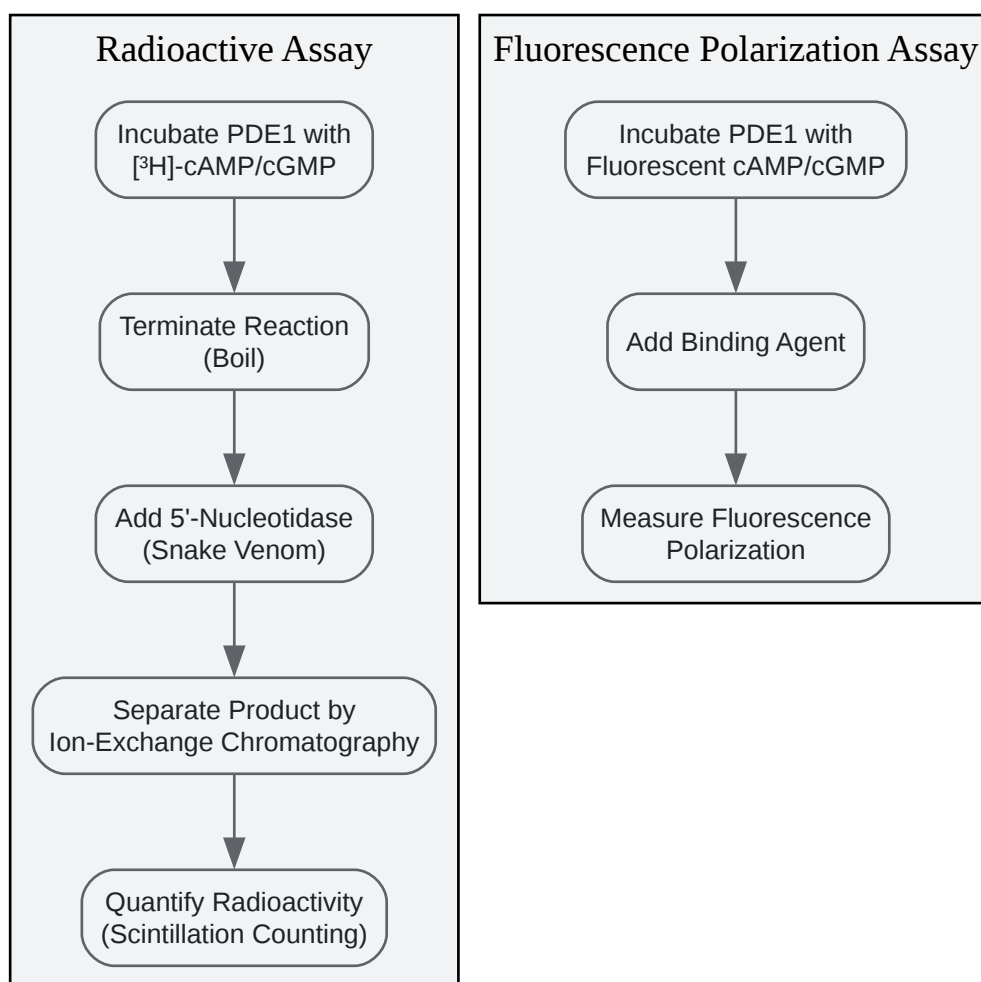 Radioactive Assay
Incubate PDE1 with
[³H]-cAMP/cGMP
Terminate Reaction
(Boil)
Add 5'-Nucleotidase
(Snake Venom)
Separate Product by
Ion-Exchange Chromatography
Quantify Radioactivity
(Scintillation Counting)
Fluorescence Polarization Assay
Incubate PDE1 with
Fluorescent cAMP/cGMP
Add Binding Agent
Measure Fluorescence
Polarization